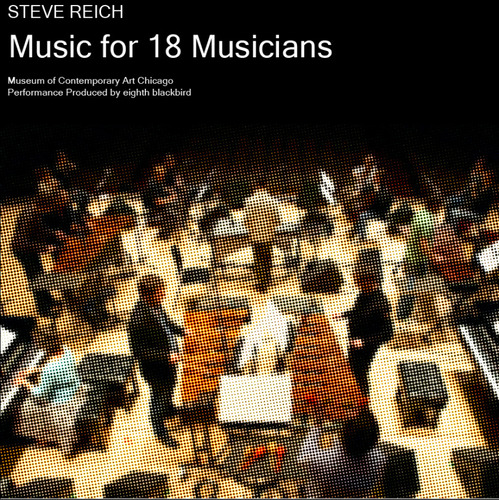 STEVE REICH
Music for 18 Musicians
Museum of Contemporary Art Chicago
Performance Produced by eighth blackbird